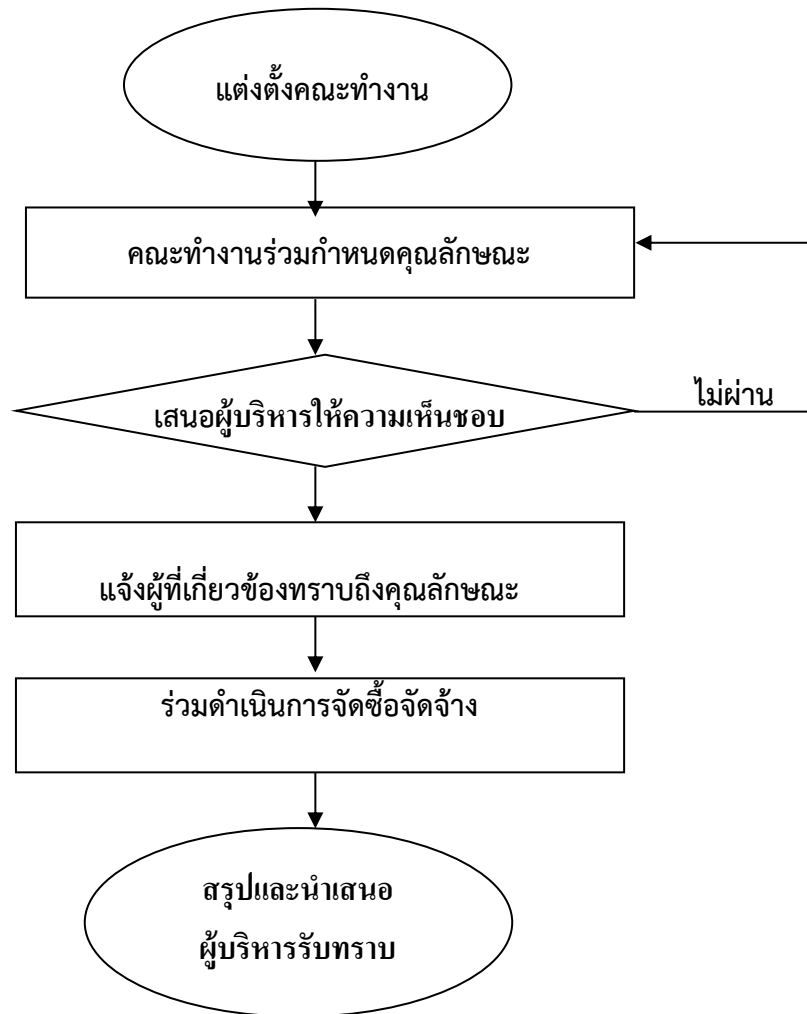 แต่งตั้งคณะทำงาน
คณะทำงานร่วมกำหนดคุณลักษณะ
เสนอผู้บริหารให้ความเห็นชอบ
ไม่ผ่าน
แจ้งผู้ที่เกี่ยวข้องทราบถึงคุณลักษณะ
ร่วมดำเนินการจัดซื้อจัดจ้าง
สรุปและนำเสนอ
ผู้บริหารรับทราบ